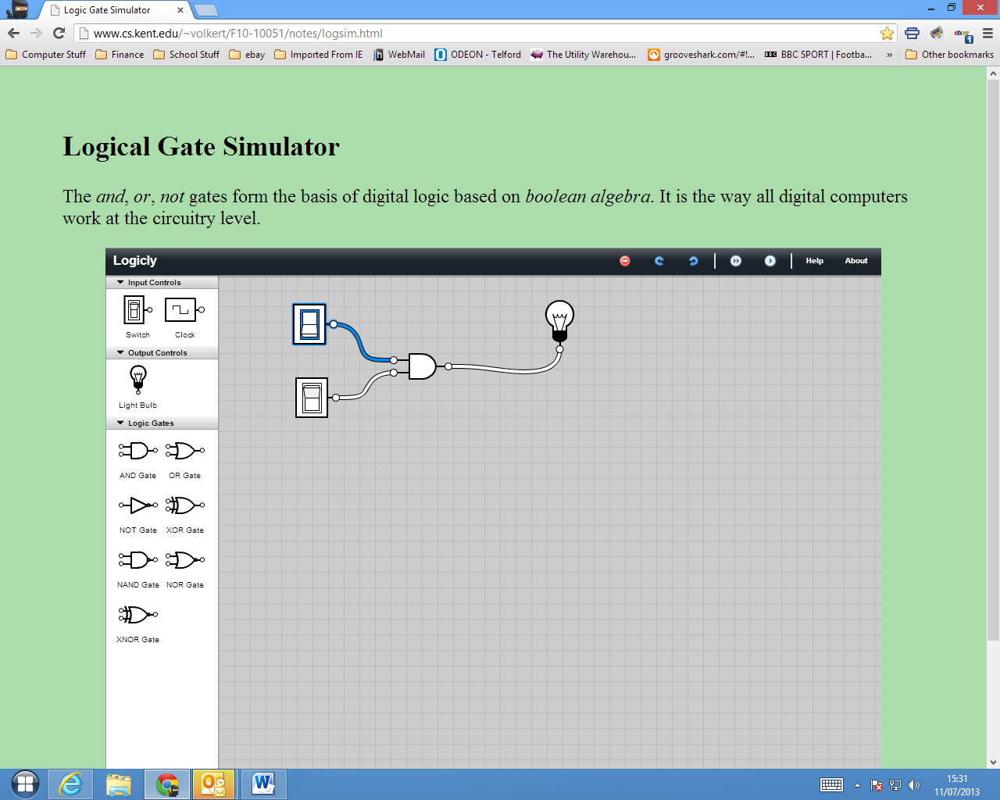 Logic Gate Simulator
www.cs.kent.edu/~volkert/F10-10051/notes/logsim.html
ebay 1
Computer Stuff Finance School Stuff ebay Imported From IE jh WebMail ODEON - Telford The Utility Warehou... grooveshark.com/#!... BBC BBC SPORT | Footba... » Other bookmarks
Logical Gate Simulator
The and, or, not gates form the basis of digital logic based on boolean algebra. It is the way all digital computers
work at the circuitry level.
Logicly Help About
Input Controls
Switch Clock
Output Controls
Light Bulb
Logic Gates
AND Gate OR Gate
NOT Gate XOR Gate
NAND Gate NOR Gate
XNOR Gate
15:31
11/07/2013